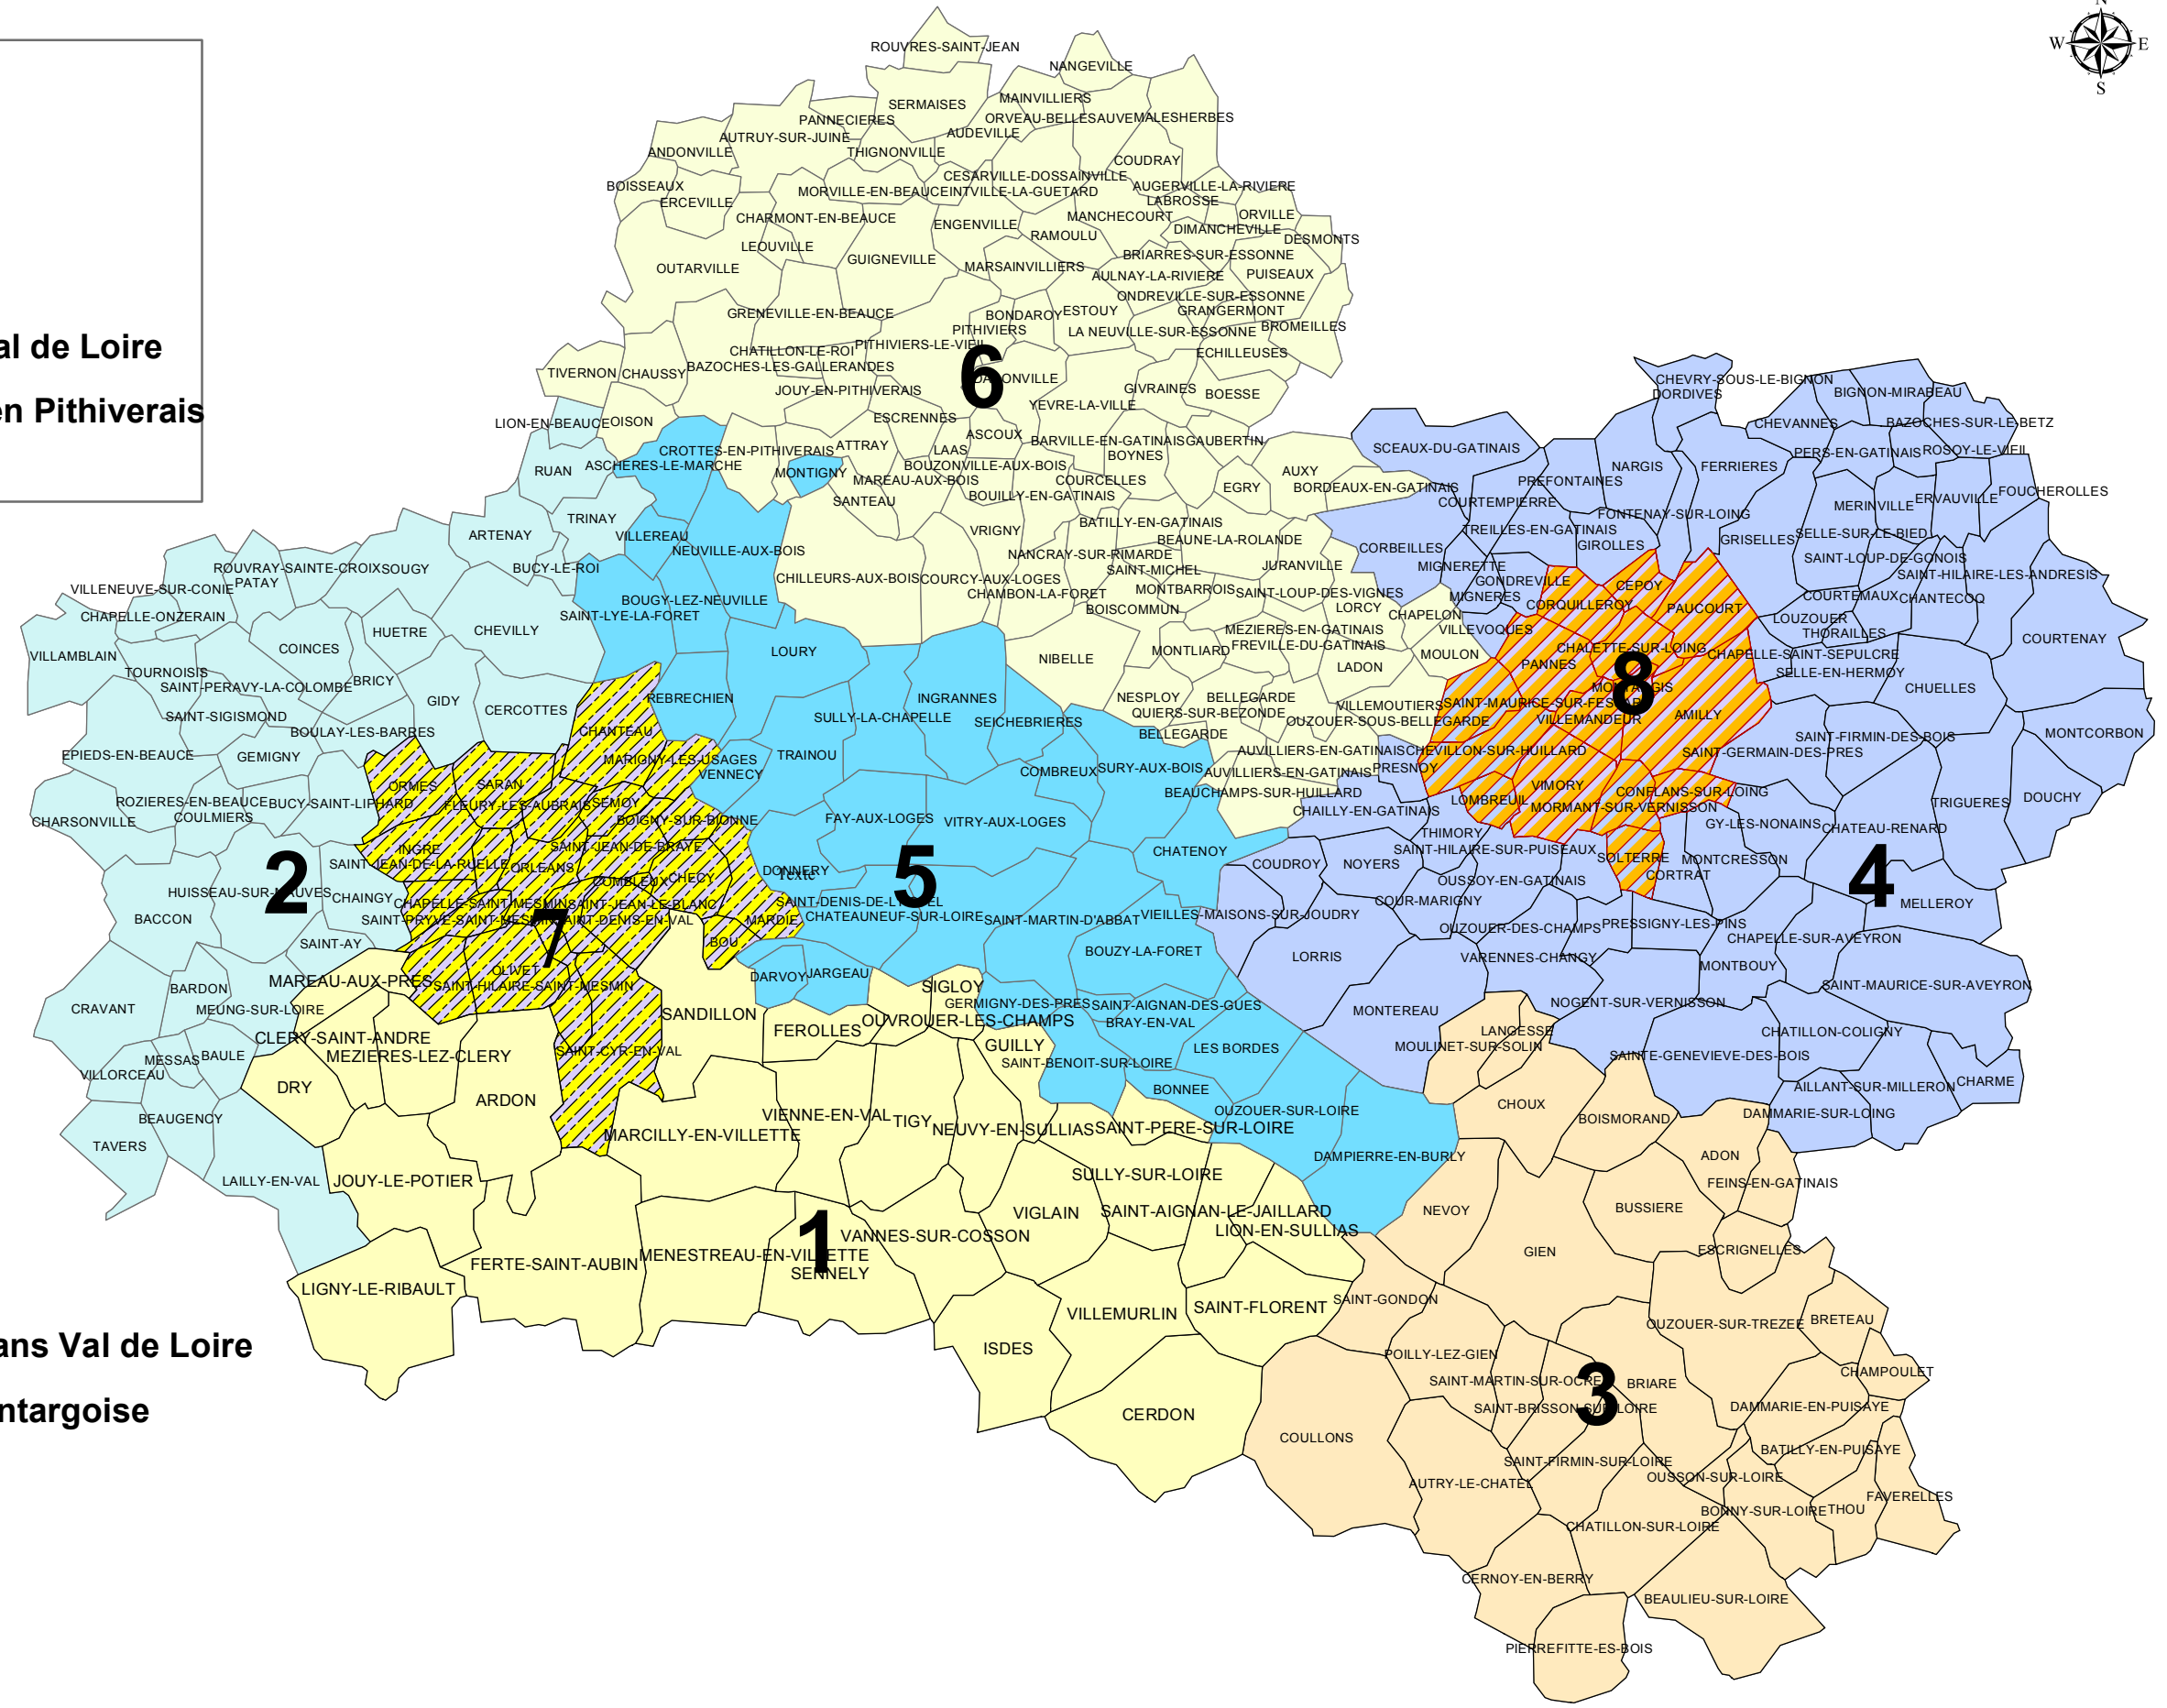 N
W E
S
al de Loire
en Pithiverais
ans Val de Loire
ntargoise
ROUVRES-SAINT-JEAN
NANGEVILLE
SERMAISES
MAINVILLIERS
PANNECIERES
ORVEAU-BELLESAUVE
MALESHERBES
AUTRUY-SUR-JUINE
AUDEVILLE
ANDONVILLE
THIGNONVILLE
COUDRAY
CESARVILLE-DOSSAINVILLE
BOISSEAUX
MORVILLE-EN-BEAUCE
INTVILLE-LA-GUETARD
AUGERVILLE-LA-RIVIERE
ERCEVILLE
LABROSSE
CHARMONT-EN-BEAUCE
ENGENVILLE
MANCHECOURT
ORVILLE
DIMANCHEVILLE
RAMOULU
DESMONTS
LEOUVILLE
GUIGNEVILLE
BRIARRES-SUR-ESSONNE
OUTARVILLE
MARSAINVILLIERS
AULNAY-LA-RIVIERE
PUISEAUX
ONDREVILLE-SUR-ESSONNE
GRENEVILLE-EN-BEAUCE
BONDAROY
ESTOUY
GRANGERMONT
PITHIVIERS
LA NEUVILLE-SUR-ESSONNE
BROMEILLES
CHATILLON-LE-ROI
PITHIVIERS-LE-VIEIL
ECHILLEUSES
TIVERNON
CHAUSSY
BAZOCHES-LES-GALLERANDES
6
JOUY-EN-PITHIVERAIS
GIVRAINES
BOESSE
YEVRE-LA-VILLE
LION-EN-BEAUCE
OISON
ESCRENNES
ASCOUX
CROTTES-EN-PITHIVERAIS
ATTRAY
LAAS
BARVILLE-EN-GATINAIS
GAUBERTIN
BOYNES
RUAN
ASCHERES-LE-MARCHE
MONTIGNY
BOUZONVILLE-AUX-BOIS
MAREAU-AUX-BOIS
COURCELLES
AUXY
EGRY
BORDEAUX-EN-GATINAIS
SANTEAU
BOUILLY-EN-GATINAIS
TRINAY
ARTENAY
VILLEREAU
NEUVILLE-AUX-BOIS
VRIGNY
BATILLY-EN-GATINAIS
BEAUNE-LA-ROLANDE
NANCRAY-SUR-RIMARDE
SAINT-MICHEL
JURANVILLE
BUCY-LE-ROI
CHILLEURS-AUX-BOIS
COURCY-AUX-LOGES
CHAMBON-LA-FORET
MONTBARROIS
SAINT-LOUP-DES-VIGNES
BOISCOMMUN
LORCY
CHAPELON
MEZIERES-EN-GATINAIS
FREVILLE-DU-GATINAIS
MONTLIARD
NIBELLE
LADON
MOULON
NESPLOY
BELLEGARDE
QUIERS-SUR-BEZONDE
VILLEMOUTIERS
OUZOUER-SOUS-BELLEGARDE
BELLEGARDE
AUVILLIERS-EN-GATINAIS
AUVILLIERS-EN-GATINAIS
BEAUCHAMPS-SUR-HUILLARD
CHEVRY-SOUS-LE-BIGNON
DORDIVES
BIGNON-MIRABEAU
CHEVANNES
BAZOCHES-SUR-LE-BETZ
SCEAUX-DU-GATINAIS
PERS-EN-GATINAIS
ROSOY-LE-VIEIL
NARGIS
FERRIERES
PREFONTAINES
COURTEMPIERRE
MERINVILLE
ERVAUVILLE
FOUCHEROLLES
FONTENAY-SUR-LOING
TREILLES-EN-GATINAIS
GIROLLES
GRISELLES
SELLE-SUR-LE-BIED
CORBEILLES
MIGNERETTE
SAINT-LOUP-DE-GONOIS
GONDREVILLE
SAINT-HILAIRE-LES-ANDRESIS
MIGNERES
CEPOY
CORQUILLEROY
PAUCOURT
COURTEMAUX
CHANTECOQ
LOUZOUER
VILLEVOQUES
THORAILLES
COURTENAY
CHALETTE-SUR-LOING
CHAPELLE-SAINT-SEPULCRE
PANNES
SELLE-EN-HERMOY
8
MONTARGIS
CHUELLES
SAINT-MAURICE-SUR-FESSARD
VILLEMANDEUR
AMILLY
SAINT-FIRMIN-DES-BOIS
MONTCORBON
CHEVILLON-SUR-HUILLARD
SAINT-GERMAIN-DES-PRES
PRESNOY
VIMORY
CONFLANS-SUR-LOING
LOMBREUIL
MORMANT-SUR-VERNISSON
TRIGUERES
DOUCHY
CHAILLY-EN-GATINAIS
GY-LES-NONAINS
CHATEAU-RENARD
THIMORY
SAINT-HILAIRE-SUR-PUISEAUX
SOLTERRE
MONTCRESSON
COUDROY
NOYERS
CORTRAT
4
OUSSOY-EN-GATINAIS
COUR-MARIGNY
MELLEROY
VIEILLES-MAISONS-SUR-JOUDRY
OUZOUER-DES-CHAMPS
PRESSIGNY-LES-PINS
CHAPELLE-SUR-AVEYRON
LORRIS
VARENNES-CHANGY
MONTBOUY
SAINT-MAURICE-SUR-AVEYRON
MONTEREAU
NOGENT-SUR-VERNISSON
CHATILLON-COLIGNY
SAINTE-GENEVIEVE-DES-BOIS
AILLANT-SUR-MILLERON
CHARME
DAMMARIE-SUR-LOING
VILLENEUVE-SUR-CONIE
ROUVRAY-SAINTE-CROIX
SOUGY
PATAY
CHAPELLE-ONZERAIN
HUETRE
CHEVILLY
VILLAMBLAIN
COINCES
TOURNOISIS
SAINT-PERAVY-LA-COLOMBE
BRICY
GIDY
CERCOTTES
SAINT-SIGISMOND
BOULAY-LES-BARRES
EPIEDS-EN-BEAUCE
GEMIGNY
ROZIERES-EN-BEAUCE
BUCY-SAINT-LIPHARD
COULMIERS
CHARSONVILLE
2
HUISSEAU-SUR-MAUVES
CHAINGY
BACCON
SAINT-AY
BARDON
CRAVANT
MEUNG-SUR-LOIRE
MESSAS
BAULE
VILLORCEAU
BEAUGENCY
TAVERS
LAILLY-EN-VAL
BOUGY-LEZ-NEUVILLE
SAINT-LYE-LA-FORET
LOURY
REBRECHIEN
INGRANNES
SULLY-LA-CHAPELLE
SEICHEBRIERES
TRAINOU
VENNECY
COMBREUX
SURY-AUX-BOIS
FAY-AUX-LOGES
VITRY-AUX-LOGES
CHATENOY
DONNERY
Texte
5
CHATEAUNEUF-SUR-LOIRE
SAINT-MARTIN-D'ABBAT
BOUZY-LA-FORET
DARVOY
JARGEAU
GERMIGNY-DES-PRES
SAINT-AIGNAN-DES-GUES
BRAY-EN-VAL
LES BORDES
SAINT-BENOIT-SUR-LOIRE
BONNEE
OUZOUER-SUR-LOIRE
DAMPIERRE-EN-BURLY
CHANTEAU
MARIGNY-LES-USAGES
ORMES
SARAN
FLEURY-LES-AUBRAIS
SEMOY
BOIGNY-SUR-BIONNE
INGRE
SAINT-JEAN-DE-BRAYE
SAINT-JEAN-DE-LA-RUELLE
ORLEANS
COMBLEUX
CHECY
CHAPELLE-SAINT-MESMIN
SAINT-JEAN-LE-BLANC
SAINT-PRYVE-SAINT-MESMIN
SAINT-DENIS-EN-VAL
MARDIE
BOU
7
OLIVET
SAINT-HILAIRE-SAINT-MESMIN
SAINT-CYR-EN-VAL
MAREAU-AUX-PRES
SIGLOY
SANDILLON
FEROLLES
OUVROUER-LES-CHAMPS
CLERY-SAINT-ANDRE
GUILLY
MEZIERES-LEZ-CLERY
DRY
ARDON
VIENNE-EN-VAL
TIGY
NEUVY-EN-SULLIAS
SAINT-PERE-SUR-LOIRE
MARCILLY-EN-VILLETTE
JOUY-LE-POTIER
SULLY-SUR-LOIRE
VIGLAIN
SAINT-AIGNAN-LE-JAILLARD
1
VANNES-SUR-COSSON
LION-EN-SULLIAS
FERTE-SAINT-AUBIN
MENESTREAU-EN-VILLETTE
SENNELY
LIGNY-LE-RIBAULT
VILLEMURLIN
SAINT-FLORENT
ISDES
CERDON
LANGESSE
MOULINET-SUR-SOLIN
CHOUX
BOISMORAND
ADON
FEINS-EN-GATINAIS
NEVOY
BUSSIERE
GIEN
ESCRIGNELLES
SAINT-GONDON
OUZOUER-SUR-TREZEE
BRETEAU
POILLY-LEZ-GIEN
CHAMPOULET
SAINT-MARTIN-SUR-OCRE
3
BRIARE
SAINT-BRISSON-SUR-LOIRE
DAMMARIE-EN-PUISAYE
COULLONS
BATILLY-EN-PUISAYE
SAINT-FIRMIN-SUR-LOIRE
OUSSON-SUR-LOIRE
AUTRY-LE-CHATEL
FAVERELLES
BONNY-SUR-LOIRE
THOU
CHATILLON-SUR-LOIRE
CERNOY-EN-BERRY
BEAULIEU-SUR-LOIRE
PIERREFITTE-ES-BOIS